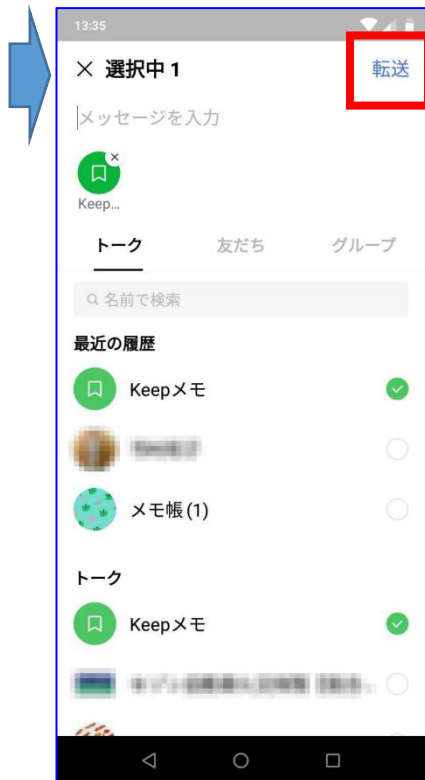 13:35
× 選択中 1
転送
メッセージを入力
Keep...
トーク
友だち
グループ
名前で検索
最近の履歴
Keepメモ
メモ帳(1)
トーク
Keepメモ